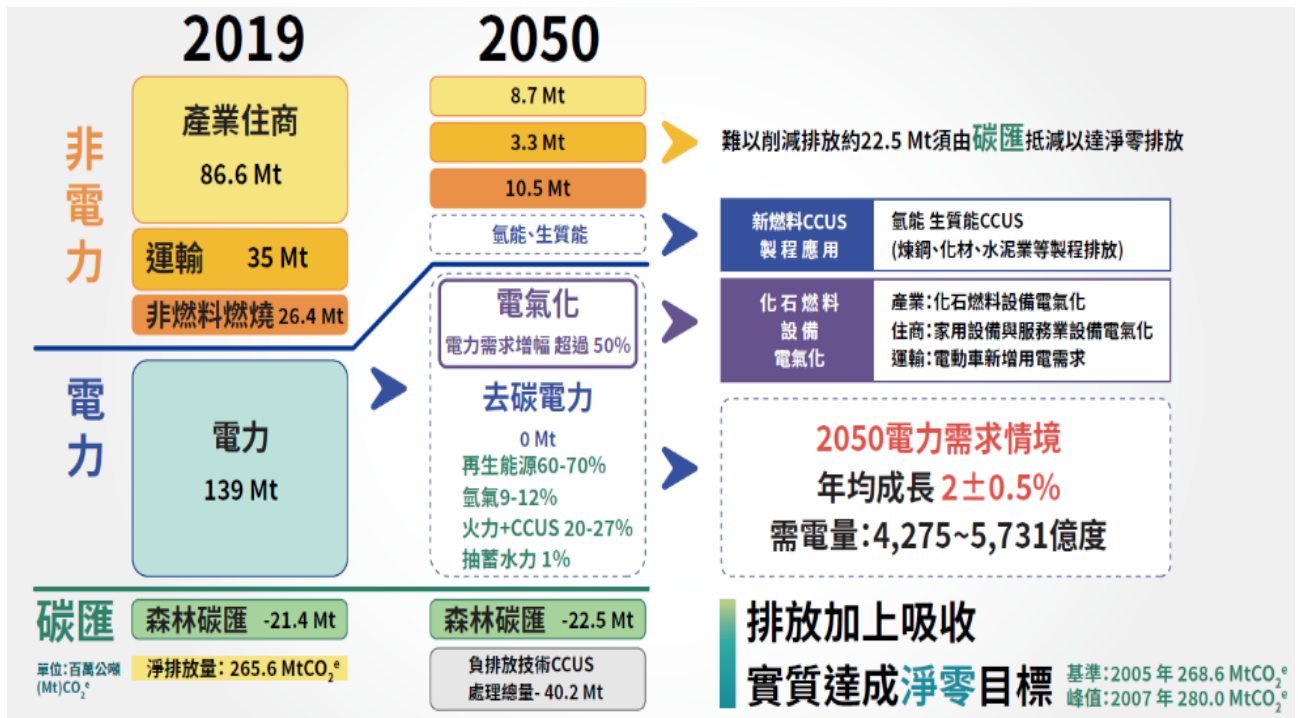 2019
2050
非電力
產業住商
86.6 Mt
運輸 35 Mt
非燃料燃燒 26.4 Mt
8.7 Mt
3.3 Mt
10.5 Mt
氫能、生質能
難以削減排放約22.5 Mt須由碳匯抵減以達淨零排放
新燃料CCUS
製程應用
氫能 生質能CCUS
(煉鋼、化材、水泥業等製程排放)
電氣化
電力需求增幅 超過 50%
化石燃料
設備
電氣化
產業:化石燃料設備電氣化
住商:家用設備與服務業設備電氣化
運輸:電動車新增用電需求
電力
電力
139 Mt
去碳電力
0 Mt
再生能源60-70%
氫氣9-12%
火力+CCUS 20-27%
抽蓄水力 1%
2050電力需求情境
年均成長 2±0.5%
需電量:4,275~5,731億度
碳匯
單位:百萬公噸
(Mt)CO₂ᵉ
森林碳匯 -21.4 Mt
淨排放量: 265.6 MtCO₂ᵉ
森林碳匯 -22.5 Mt
負排放技術CCUS
處理總量- 40.2 Mt
排放加上吸收
實質達成淨零目標
基準:2005 年 268.6 MtCO₂ᵉ
峰值:2007 年 280.0 MtCO₂ᵉ